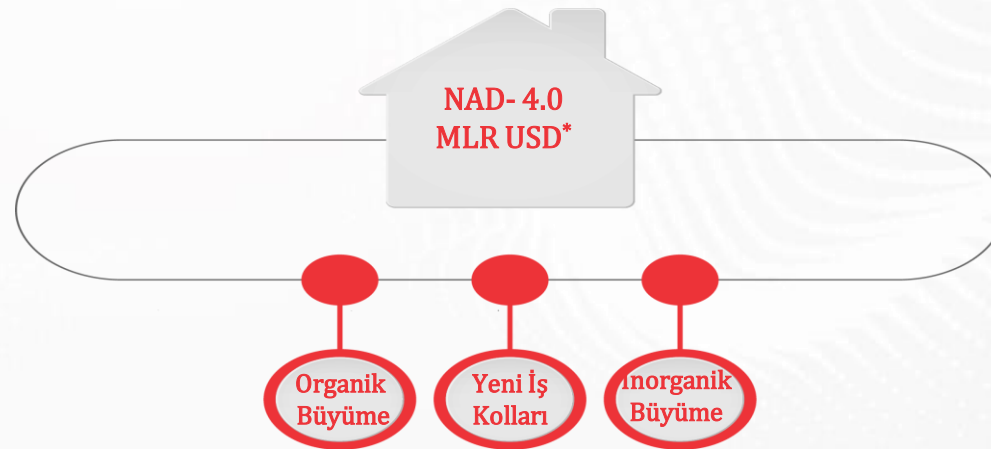 NAD- 4.0
MLR USD*
Organik
Büyüme
Yeni İş
Kolları
İnorganik
Büyüme